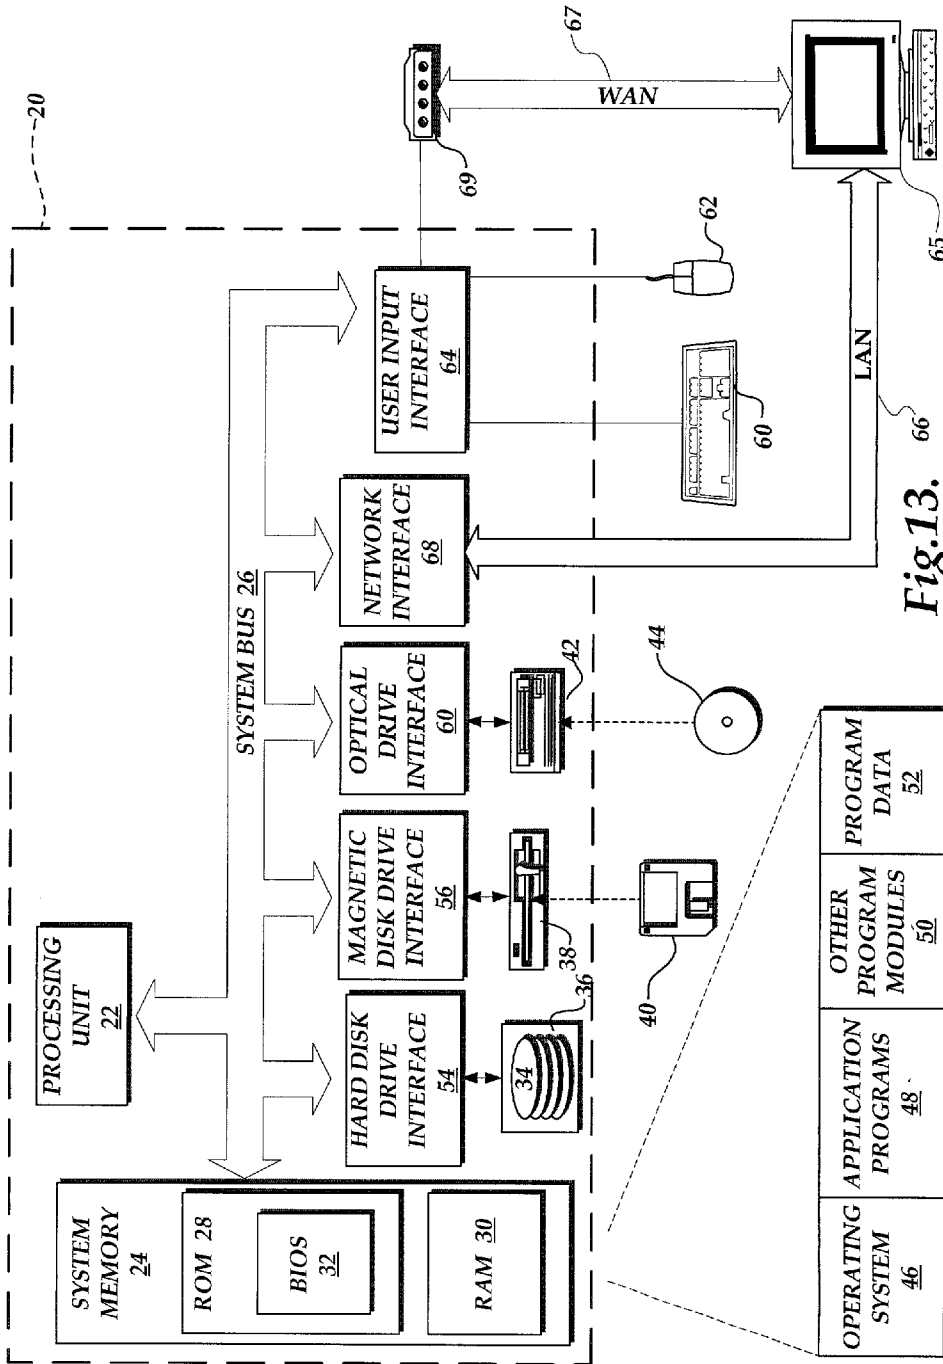 20
PROCESSING
UNIT
22
SYSTEM
MEMORY
24
ROM 28
BIOS
32
RAM 30
SYSTEM BUS 26
HARD DISK
DRIVE
INTERFACE
54
MAGNETIC
DISK DRIVE
INTERFACE
56
OPTICAL
DRIVE
INTERFACE
60
NETWORK
INTERFACE
68
USER INPUT
INTERFACE
64
34
36
38
42
40
44
60
62
69
WAN
67
LAN
66
65
OPERATING
SYSTEM
46
APPLICATION
PROGRAMS
48
OTHER
PROGRAM
MODULES
50
PROGRAM
DATA
52
Fig.13.